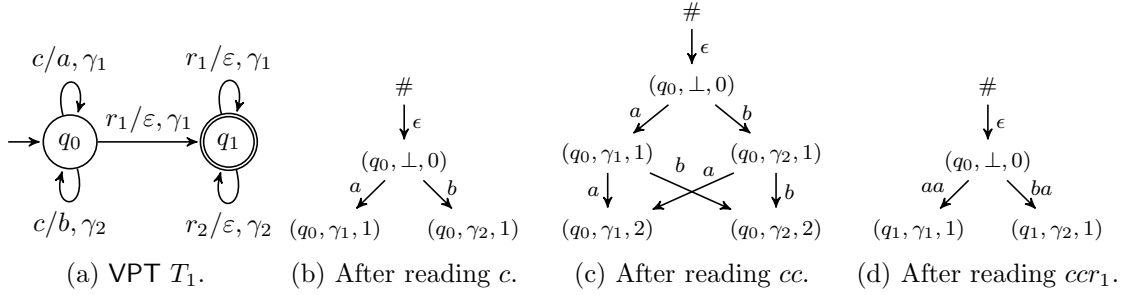 c/a, γ₁
r₁/ε, γ₁
r₁/ε, γ₁
q₀
q₁
c/b, γ₂
r₂/ε, γ₂
(a) VPT T₁.
#
ϵ
(q₀, ⊥, 0)
a
b
(q₀, γ₁, 1)
(q₀, γ₂, 1)
(b) After reading c.
#
ϵ
(q₀, ⊥, 0)
a
b
(q₀, γ₁, 1)
(q₀, γ₂, 1)
a
b
a
b
(q₀, γ₁, 2)
(q₀, γ₂, 2)
(c) After reading cc.
#
ϵ
(q₀, ⊥, 0)
aa
ba
(q₁, γ₁, 1)
(q₁, γ₂, 1)
(d) After reading ccr₁.